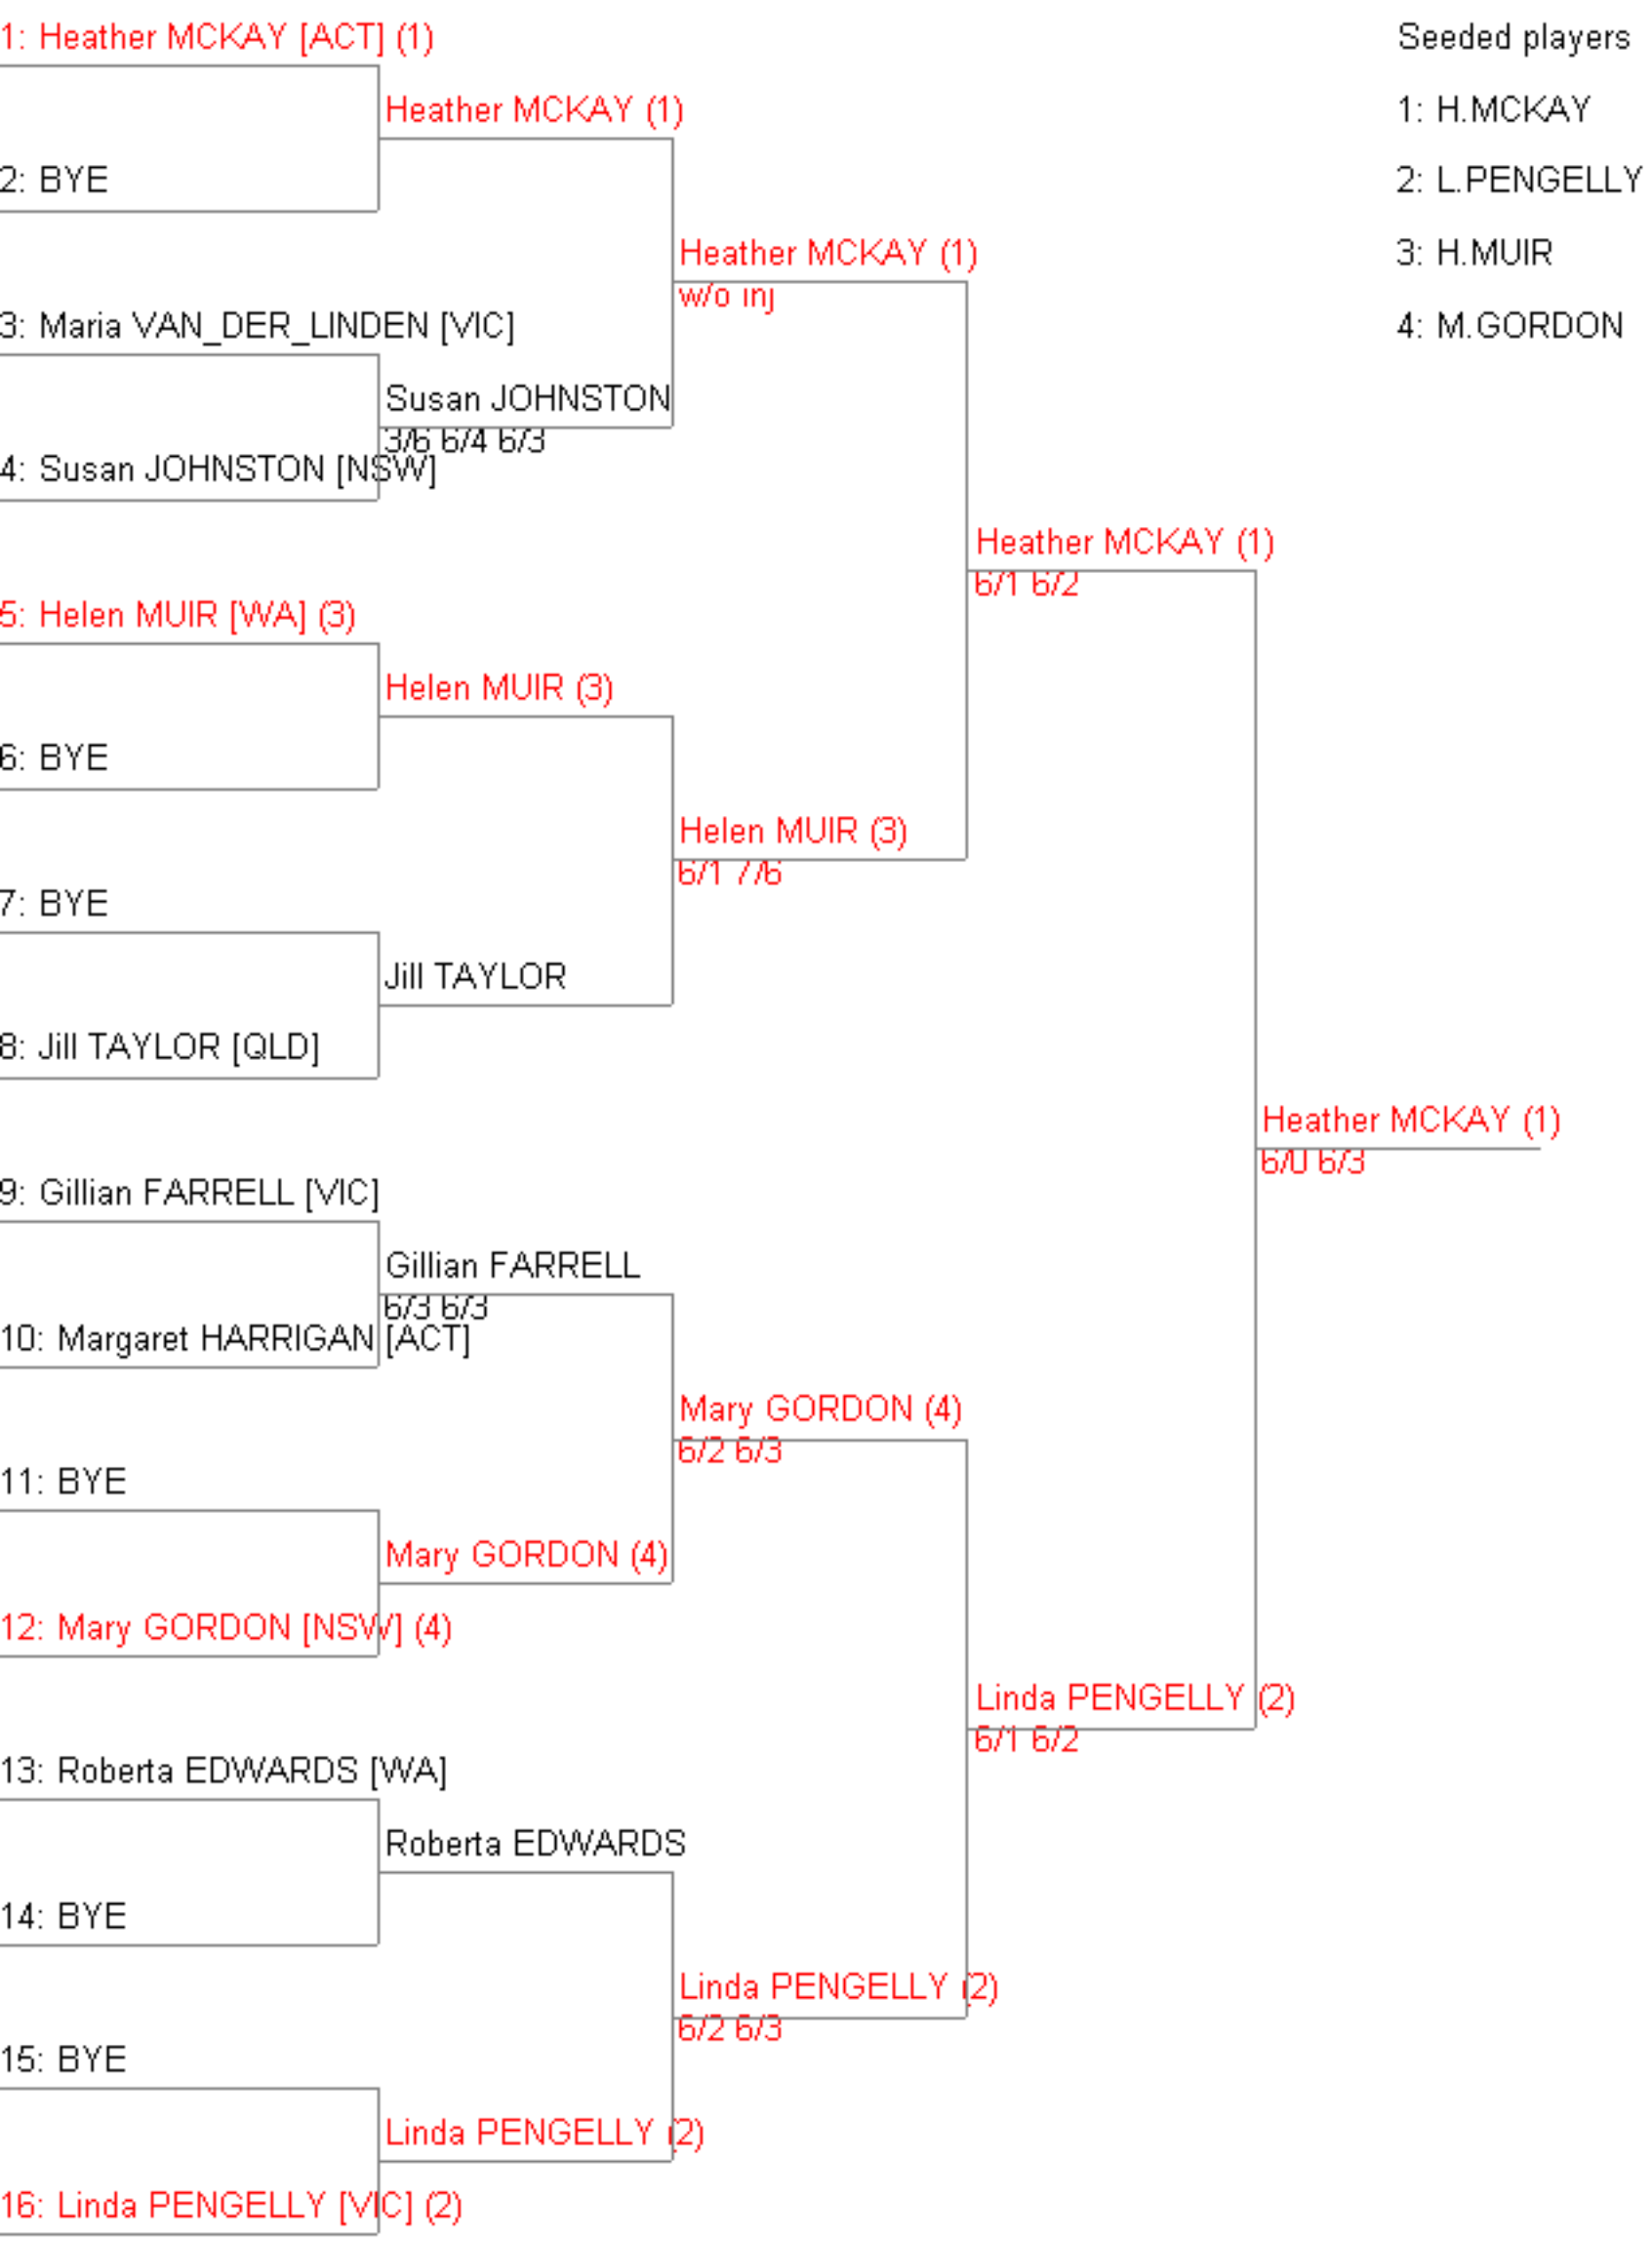 1: Heather MCKAY [ACT] (1)
Seeded players
Heather MCKAY (1)
1: H.MCKAY
2: BYE
2: L.PENGELLY
Heather MCKAY (1)
3: H.MUIR
w/o inj
3: Maria VAN_DER_LINDEN [VIC]
4: M.GORDON
Susan JOHNSTON
3/6 6/4 6/3
4: Susan JOHNSTON [NSW]
Heather MCKAY (1)
6/1 6/2
5: Helen MUIR [WA] (3)
Helen MUIR (3)
6: BYE
Helen MUIR (3)
6/1 7/6
7: BYE
Jill TAYLOR
8: Jill TAYLOR [QLD]
Heather MCKAY (1)
6/0 6/3
9: Gillian FARRELL [VIC]
Gillian FARRELL
6/3 6/3
10: Margaret HARRIGAN [ACT]
Mary GORDON (4)
6/2 6/3
11: BYE
Mary GORDON (4)
12: Mary GORDON [NSW] (4)
Linda PENGELLY (2)
6/1 6/2
13: Roberta EDWARDS [WA]
Roberta EDWARDS
14: BYE
Linda PENGELLY (2)
6/2 6/3
15: BYE
Linda PENGELLY (2)
16: Linda PENGELLY [VIC] (2)